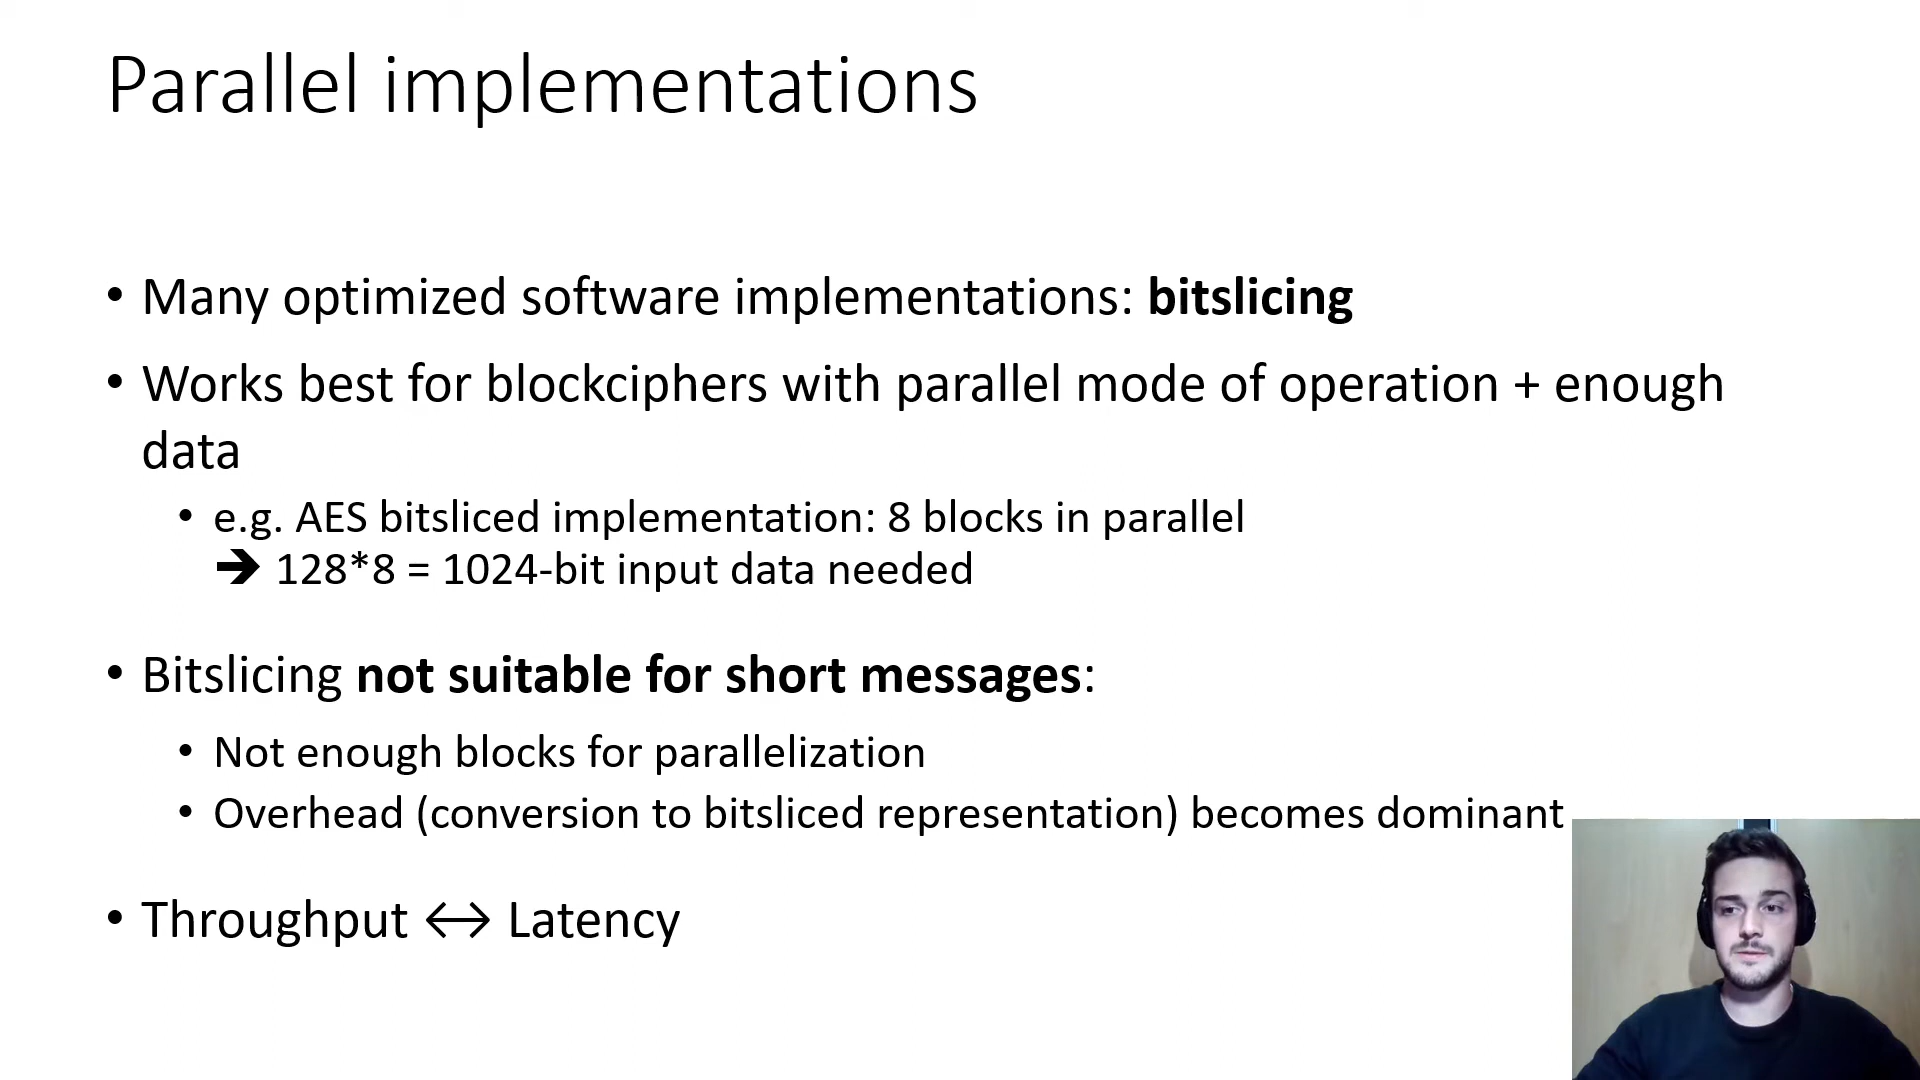 Parallel implementations
• Many optimized software implementations: bitslicing
• Works best for blockciphers with parallel mode of operation + enough
data
• e.g. AES bitsliced implementation: 8 blocks in parallel
➔ 128*8 = 1024-bit input data needed
• Bitslicing not suitable for short messages:
• Not enough blocks for parallelization
• Overhead (conversion to bitsliced representation) becomes dominant
• Throughput ↔ Latency